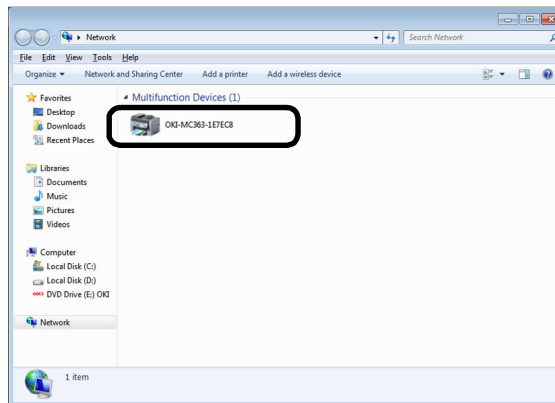 Network
Search Network
File Edit View Tools Help
Organize Network and Sharing Center Add a printer Add a wireless device
Favorites
Desktop
Downloads
Recent Places
Libraries
Documents
Music
Pictures
Videos
Computer
Local Disk (C:)
Local Disk (D:)
OKI DVD Drive (E:) OKI
Network
Multifunction Devices (1)
OKI-MC363-1E7EC8
1 item